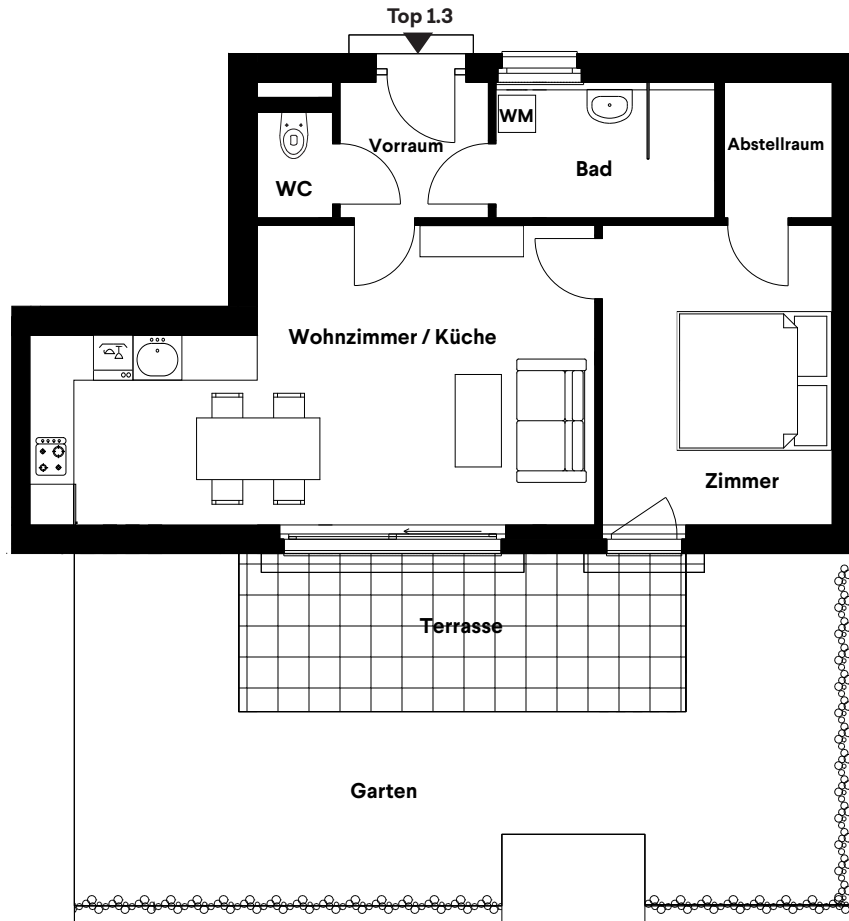 Top 1.3
WM
Vorraum
Abstellraum
Bad
WC
Wohnzimmer / Küche
Zimmer
Terrasse
Garten